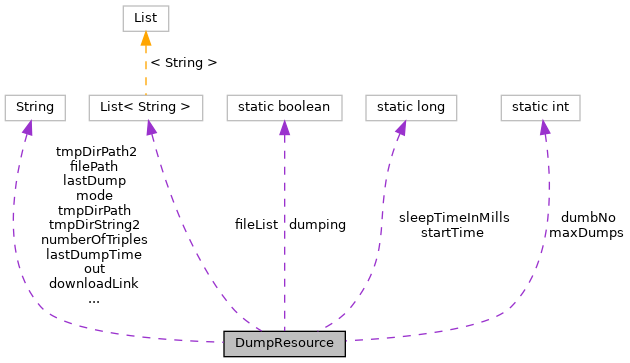 List
< String >
String
List< String >
static boolean
static long
static int
tmpDirPath2
filePath
lastDump
mode
tmpDirPath
tmpDirString2
numberOfTriples
lastDumpTime
out
downloadLink
...
fileList
dumping
sleepTimeInMills
startTime
dumbNo
maxDumps
DumpResource